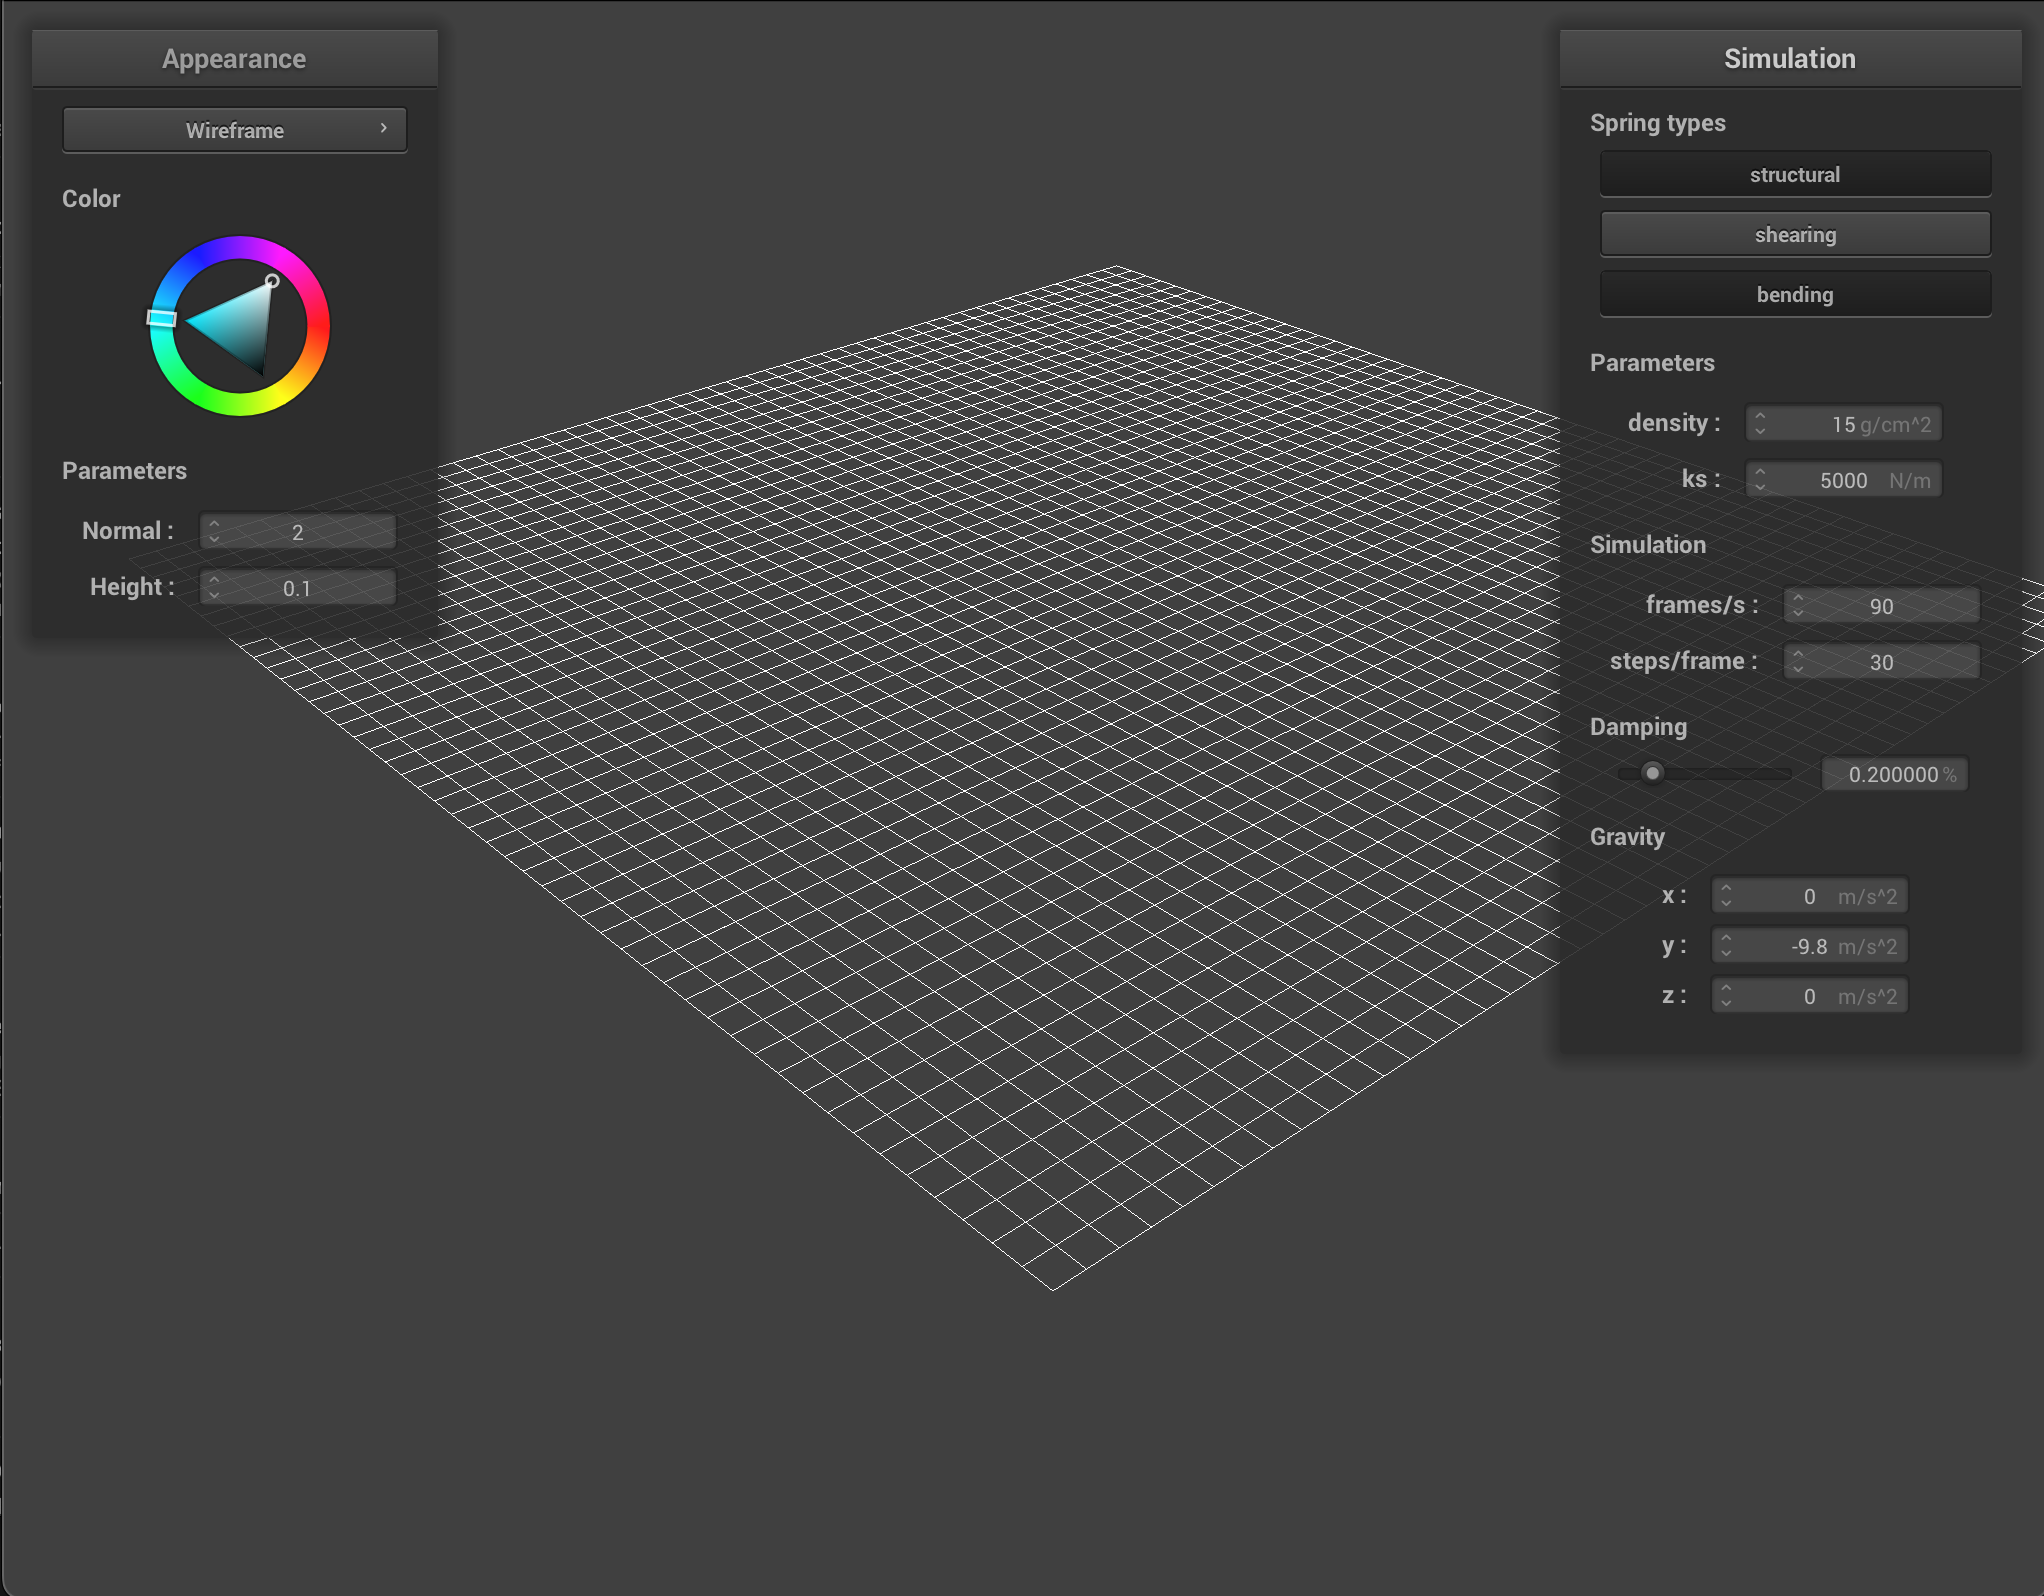 Appearance
Wireframe
Color
Parameters
Normal : 2
Height : 0.1
Simulation
Spring types
structural
shearing
bending
Parameters
density : 15 g/cm^2
ks : 5000 N/m
Simulation
frames/s : 90
steps/frame : 30
Damping
0.200000 %
Gravity
x : 0 m/s^2
y : -9.8 m/s^2
z : 0 m/s^2